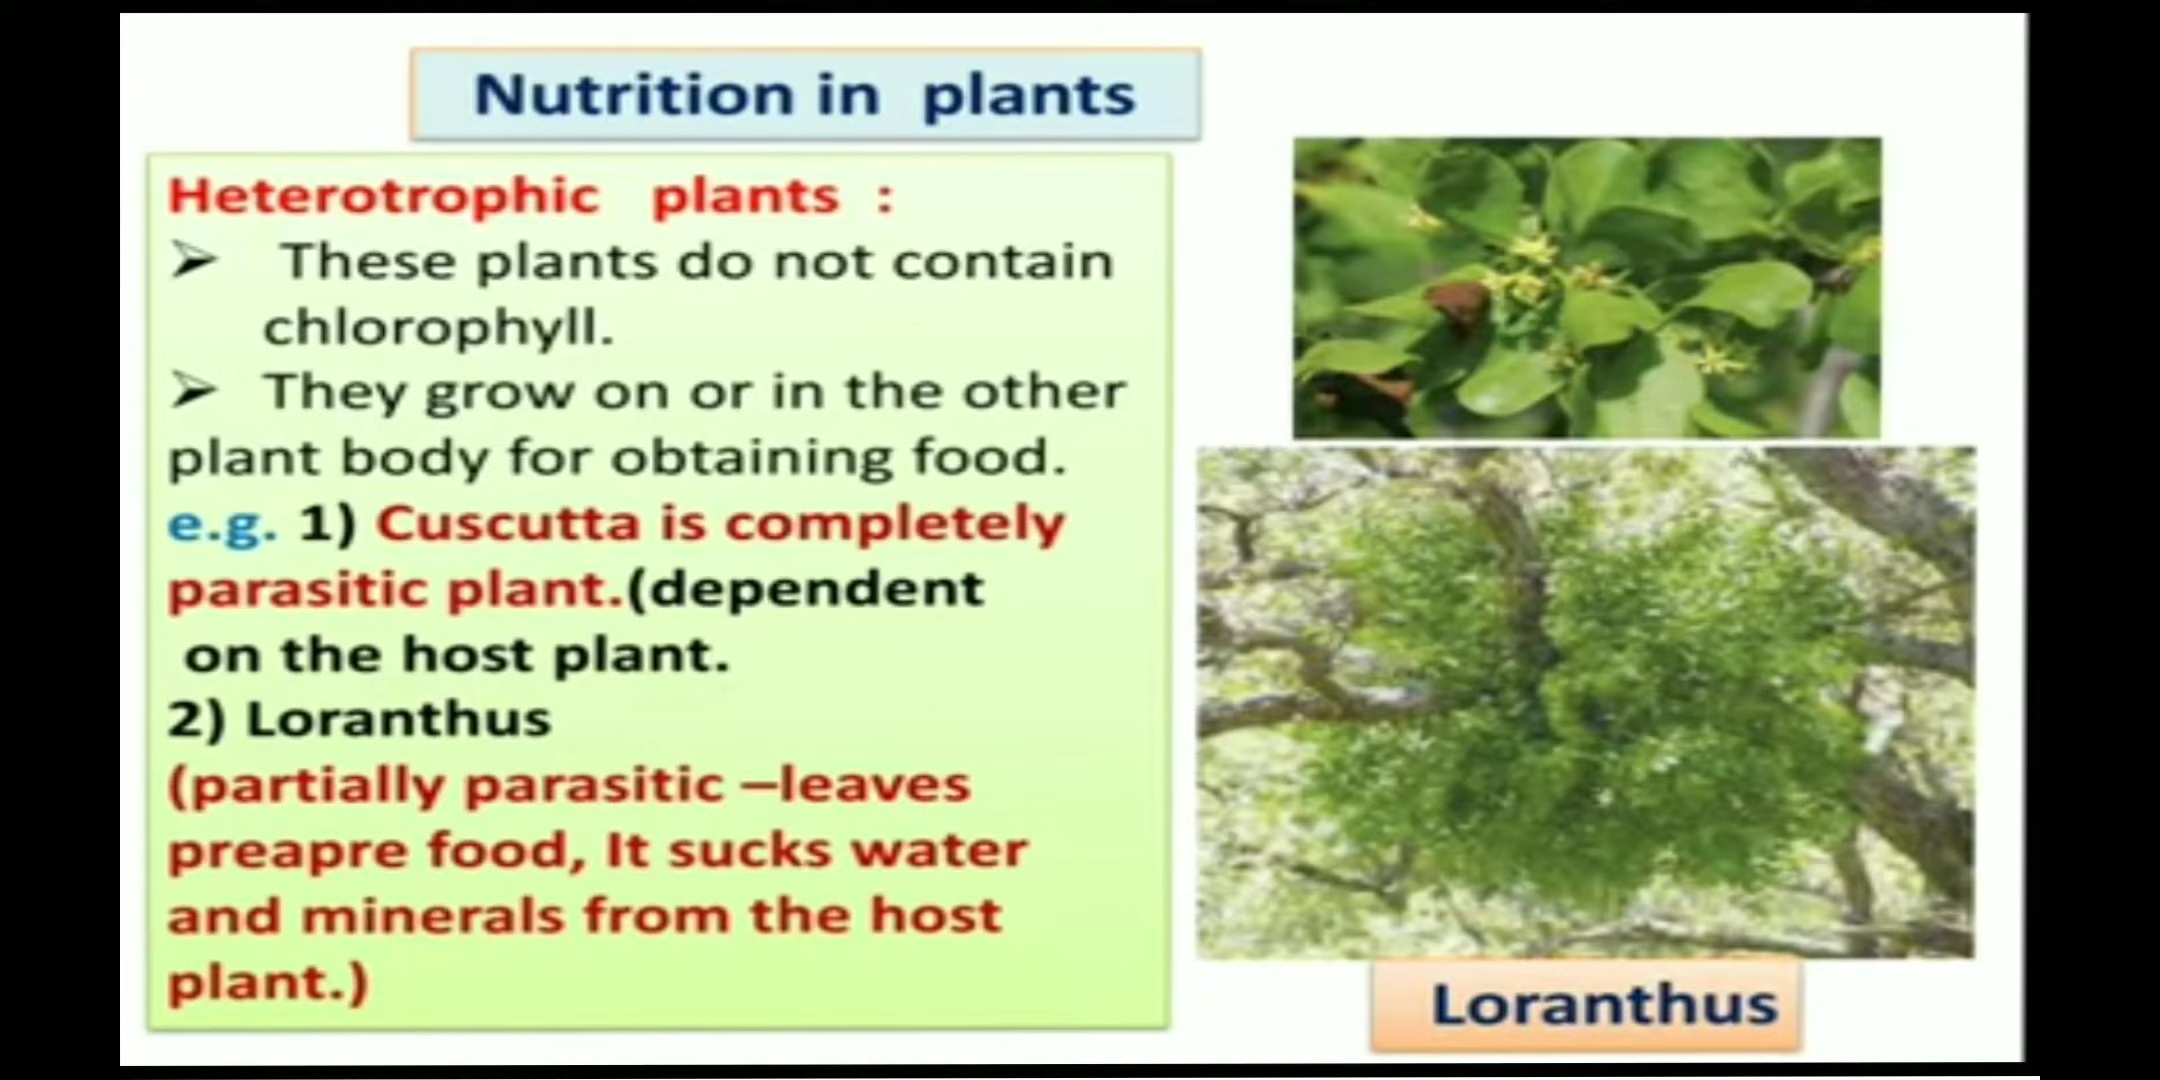 Nutrition in plants
Heterotrophic plants :
➢ These plants do not contain
chlorophyll.
➢ They grow on or in the other
plant body for obtaining food.
e.g. 1) Cuscutta is completely
parasitic plant.(dependent
on the host plant.
2) Loranthus
(partially parasitic –leaves
preapre food, It sucks water
and minerals from the host
plant.)
Loranthus